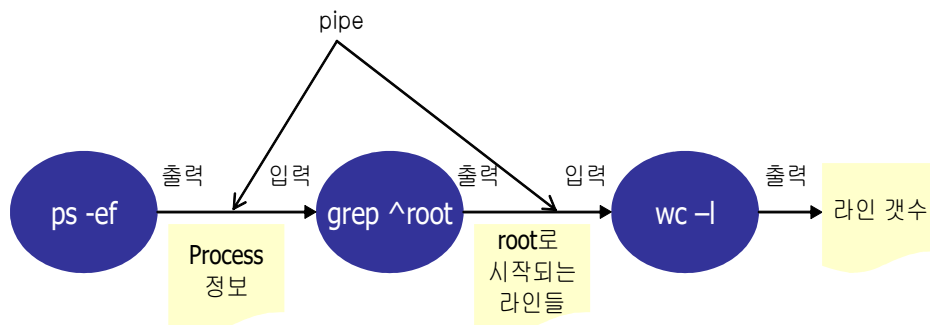 pipe
출력
입력
출력
입력
출력
ps -ef
grep ^root
wc –l
라인 갯수
Process
정보
root로
시작되는
라인들